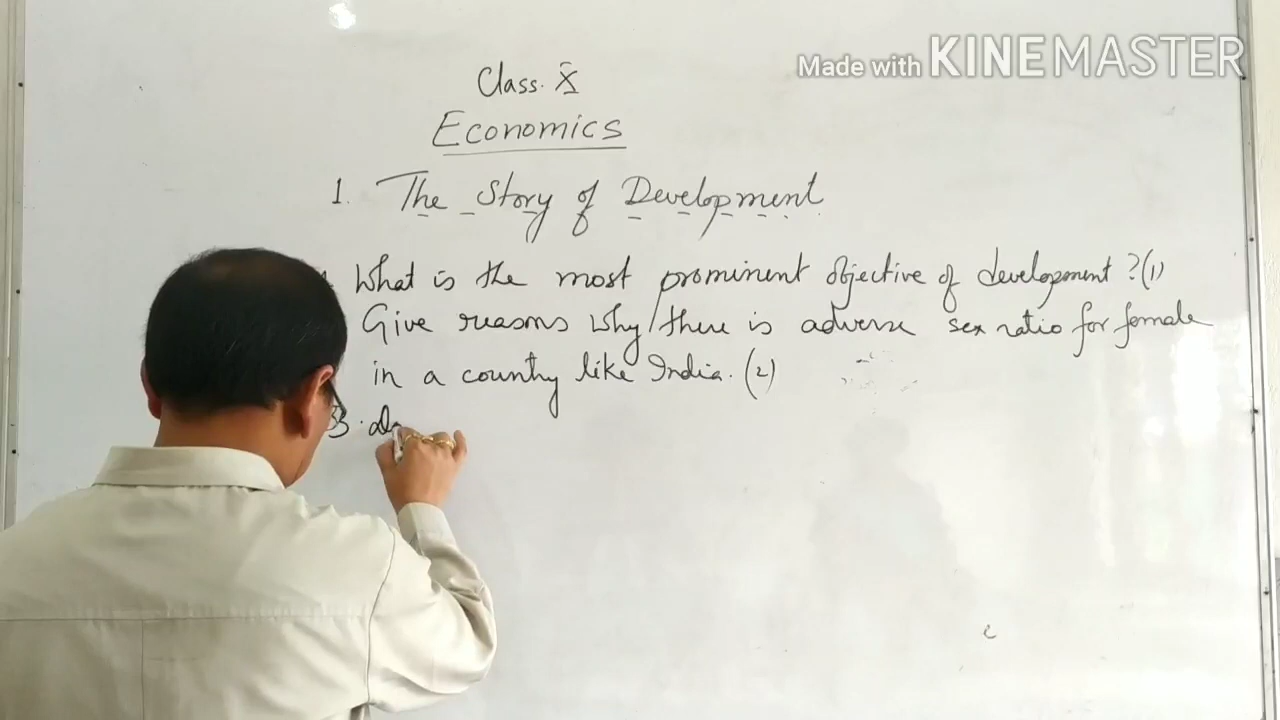 Made with KINEMASTER
Class. X
Economics
1. The Story of Development
What is the most prominent objective of development ? (1)
Give reasons why there is adverse sex ratio for female
in a country like India. (2)
3.